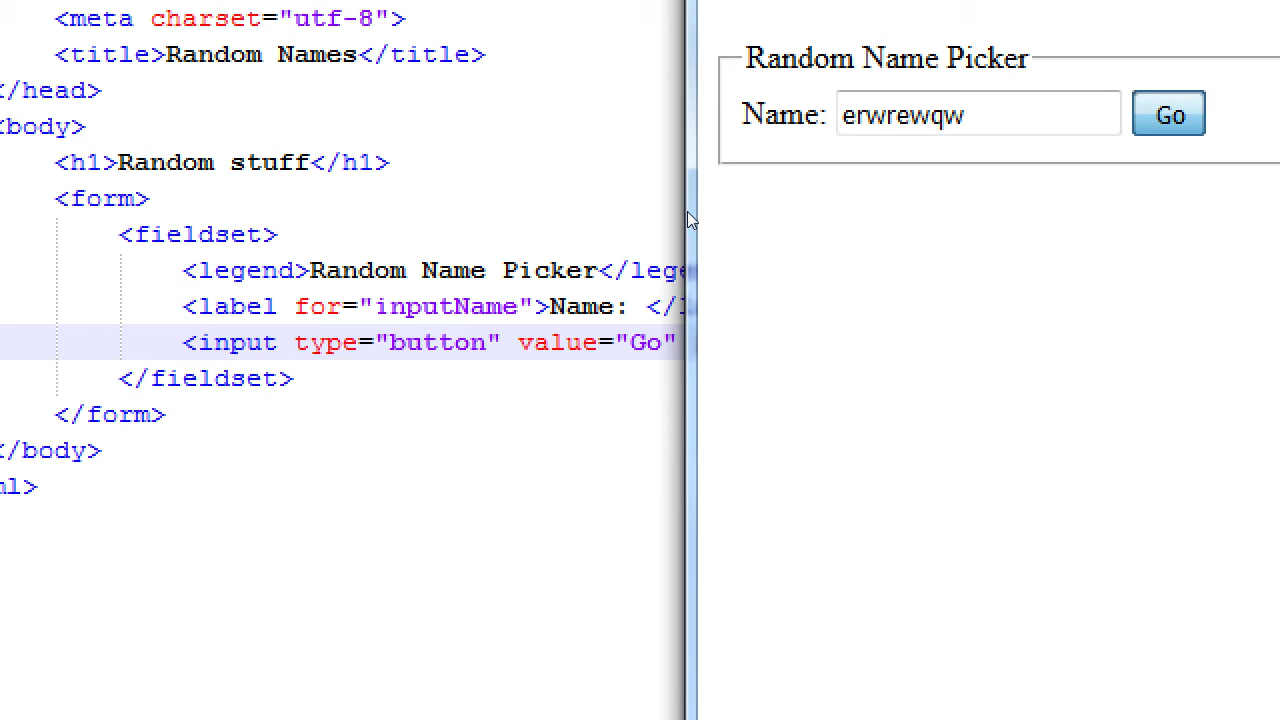 <meta charset="utf-8">
<title>Random Names</title>
/head>
<body>
<h1>Random stuff</h1>
<form>
<fieldset>
<legend>Random Name Picker</lege
<label for="inputName">Name: </l
<input type="button" value="Go"
</fieldset>
</form>
/body>
ml>
Random Name Picker
Name: erwrewqw Go